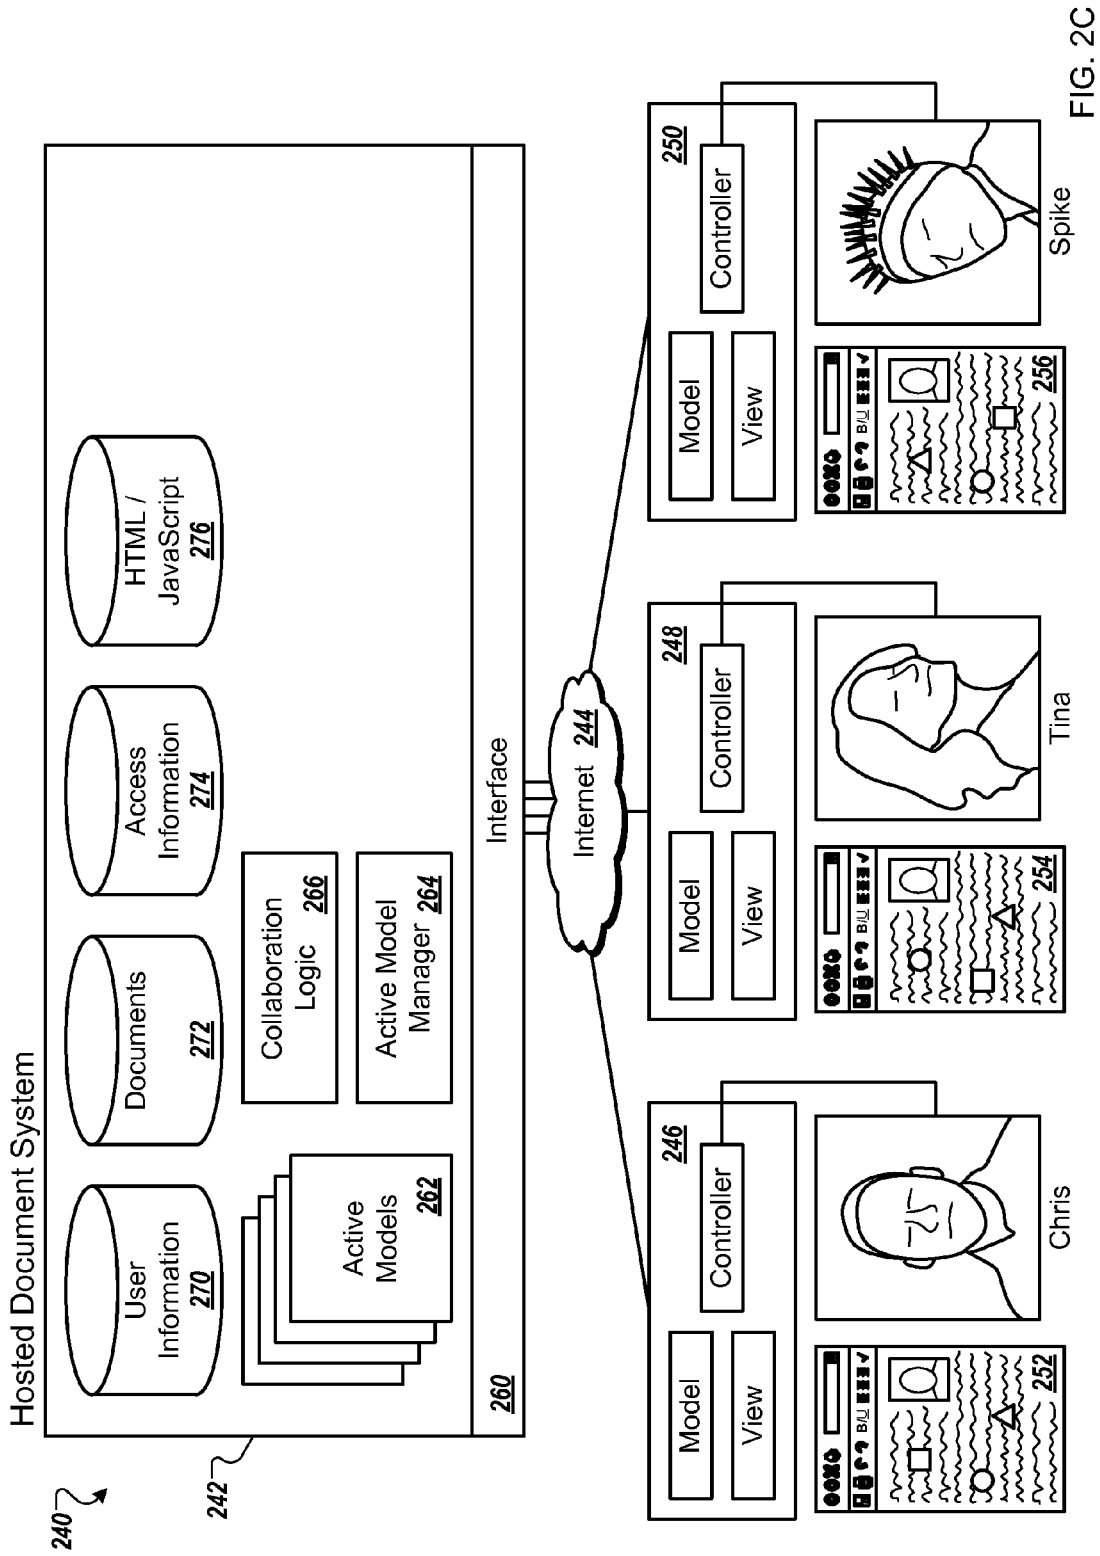 240
Hosted Document System
242
User
Information
270
Documents
272
Access
Information
274
HTML /
JavaScript
276
Active
Models
262
Collaboration
Logic
266
Active Model
Manager
264
260
Interface
Internet
244
246
Model
View
Controller
248
Model
View
Controller
250
Model
View
Controller
B/U
252
Chris
B/U
254
Tina
B/U
256
Spike
FIG. 2C